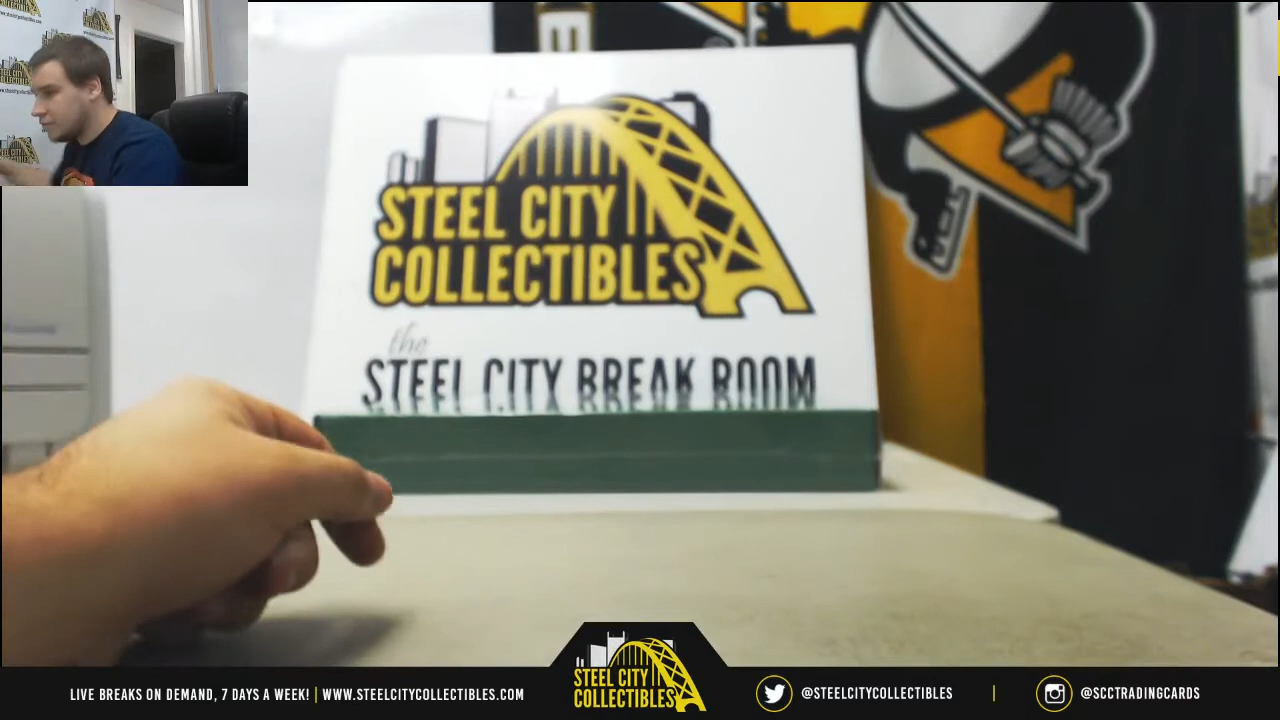 STEEL CITY
COLLECTIBLES
the
STEEL CITY BREAK ROOM
LIVE BREAKS ON DEMAND, 7 DAYS A WEEK! | WWW.STEELCITYCOLLECTIBLES.COM
STEEL CITY
COLLECTIBLES
@STEELCITYCOLLECTIBLES | @SCCTRADINGCARDS